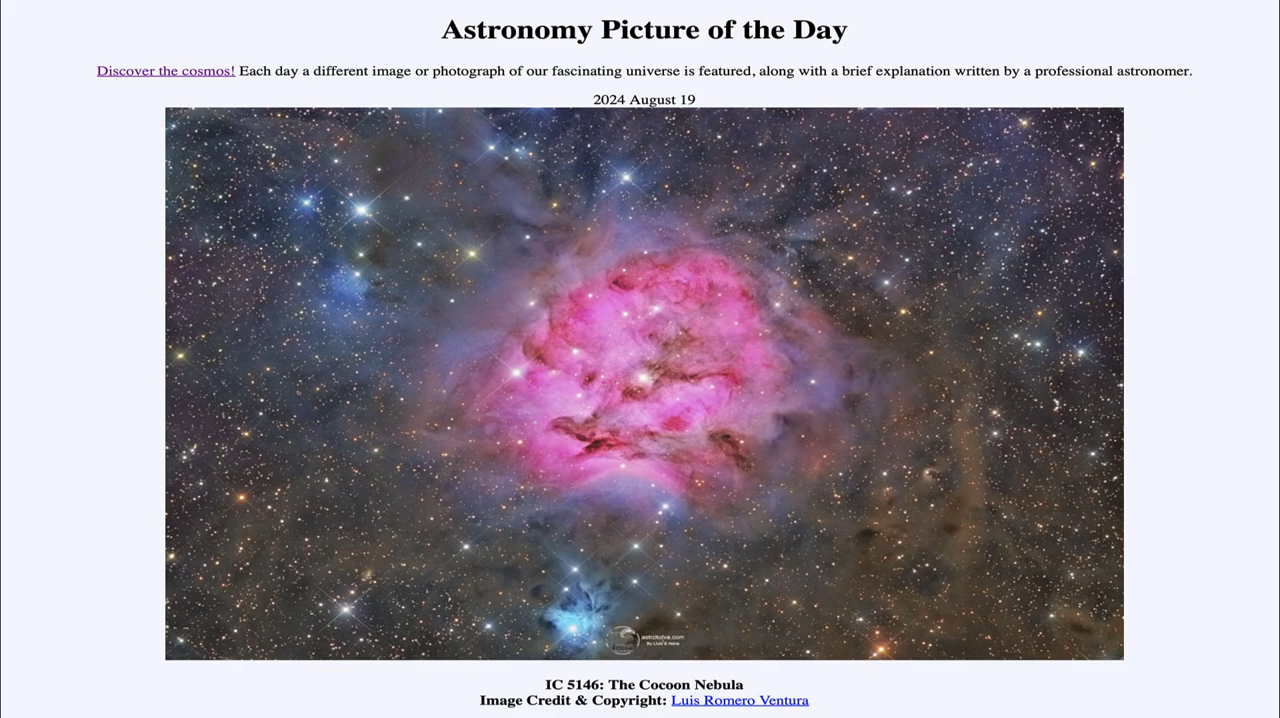 Astronomy Picture of the Day
Discover the cosmos! Each day a different image or photograph of our fascinating universe is featured, along with a brief explanation written by a professional astronomer.
2024 August 19
astrotolva.com
IC 5146: The Cocoon Nebula
Image Credit & Copyright: Luis Romero Ventura